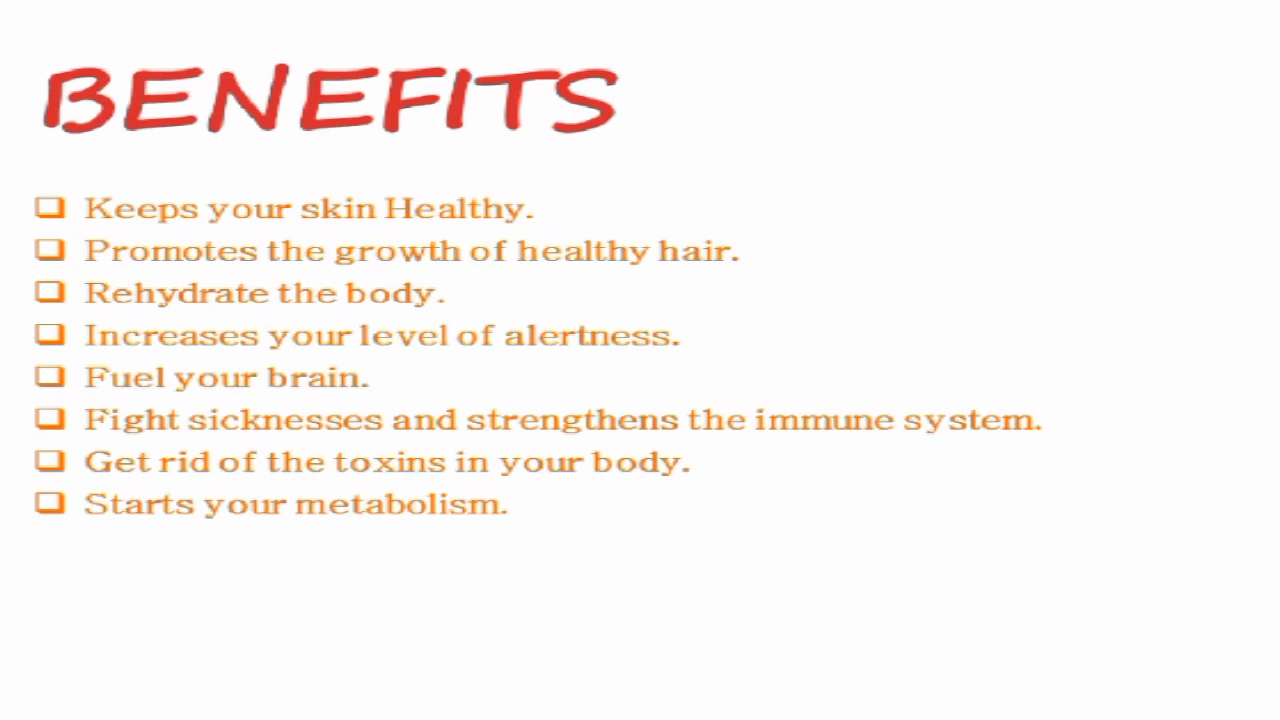 BENEFITS
Keeps your skin Healthy.
Promotes the growth of healthy hair.
Rehydrate the body.
Increases your level of alertness.
Fuel your brain.
Fight sicknesses and strengthens the immune system.
Get rid of the toxins in your body.
Starts your metabolism.